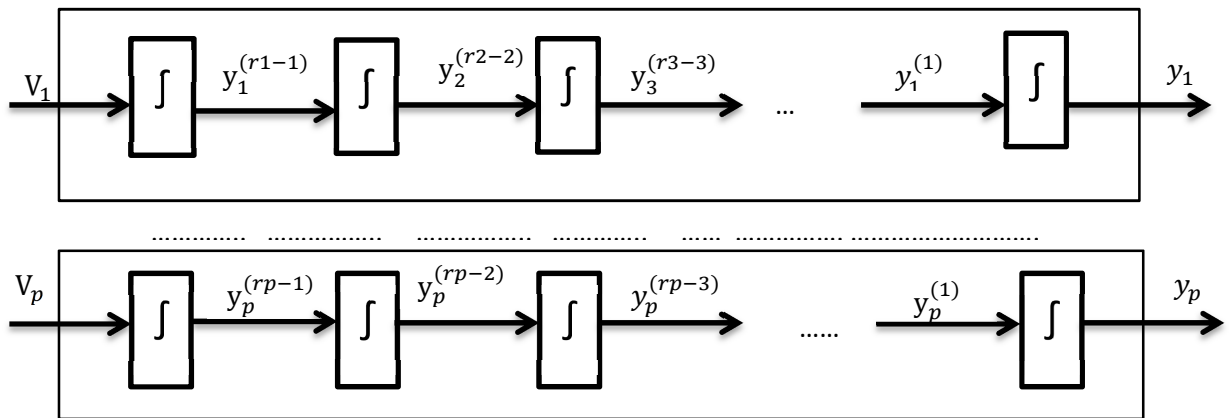 V₁ ∫ y₁^(r1−1) ∫ y₂^(r2−2) ∫ y₃^(r3−3) ... y₁^(1) ∫ y₁
………….. …………….. …………….. ………….. …… ……………. ……………………….
Vₚ ∫ yₚ^(rp−1) ∫ yₚ^(rp−2) ∫ yₚ^(rp−3) …… yₚ^(1) ∫ yₚ